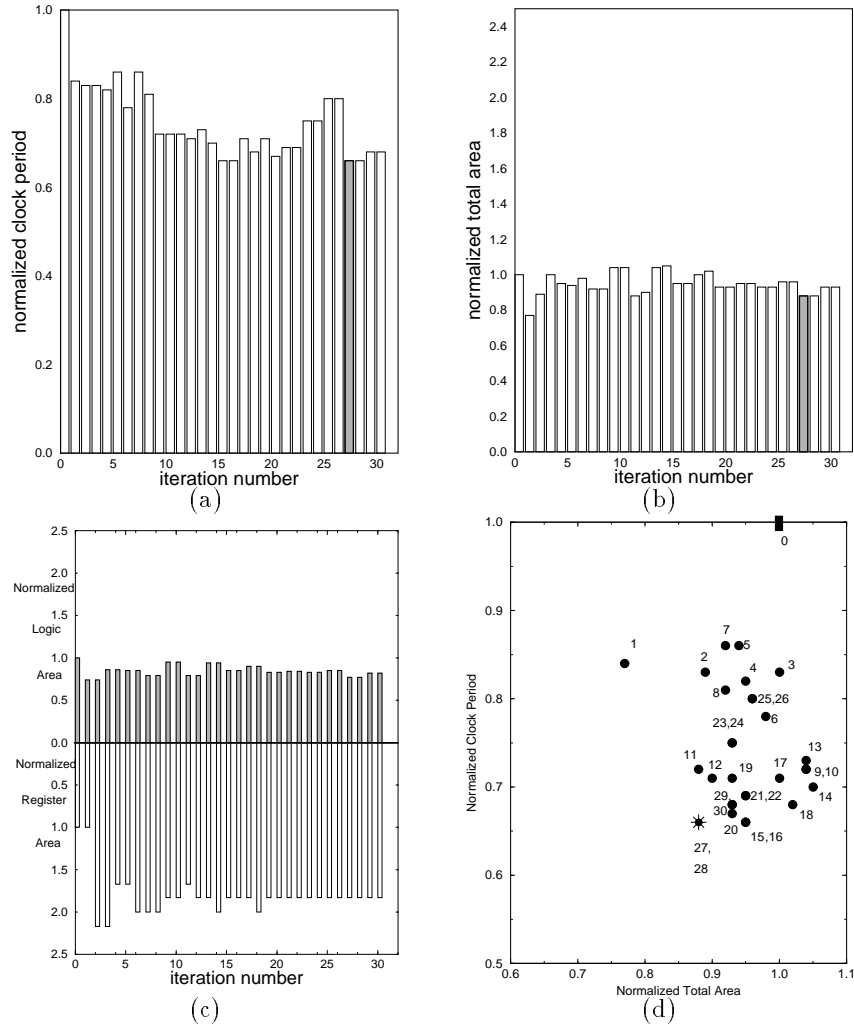 1.0
0.8
0.6
0.4
0.2
0.0
normalized clock period
0 5 10 15 20 25 30
iteration number
(a)
2.4
2.2
2.0
1.8
1.6
1.4
1.2
1.0
0.8
0.6
0.4
0.2
0.0
normalized total area
0 5 10 15 20 25 30
iteration number
(b)
2.5
2.0
Normalized
1.5
Logic
1.0
Area
0.5
0.0
Normalized
0.5
Register
1.0
Area
1.5
2.0
2.5
0 5 10 15 20 25 30
iteration number
(c)
1.0
0.9
0.8
0.7
0.6
0.5
Normalized Clock Period
0
1
7
5
2
4
3
8
25,26
6
23,24
13
11
12
19
17
9,10
29,
21,22
14
30
18
20
15,16
27,
28
0.6 0.7 0.8 0.9 1.0 1.1
Normalized Total Area
(d)